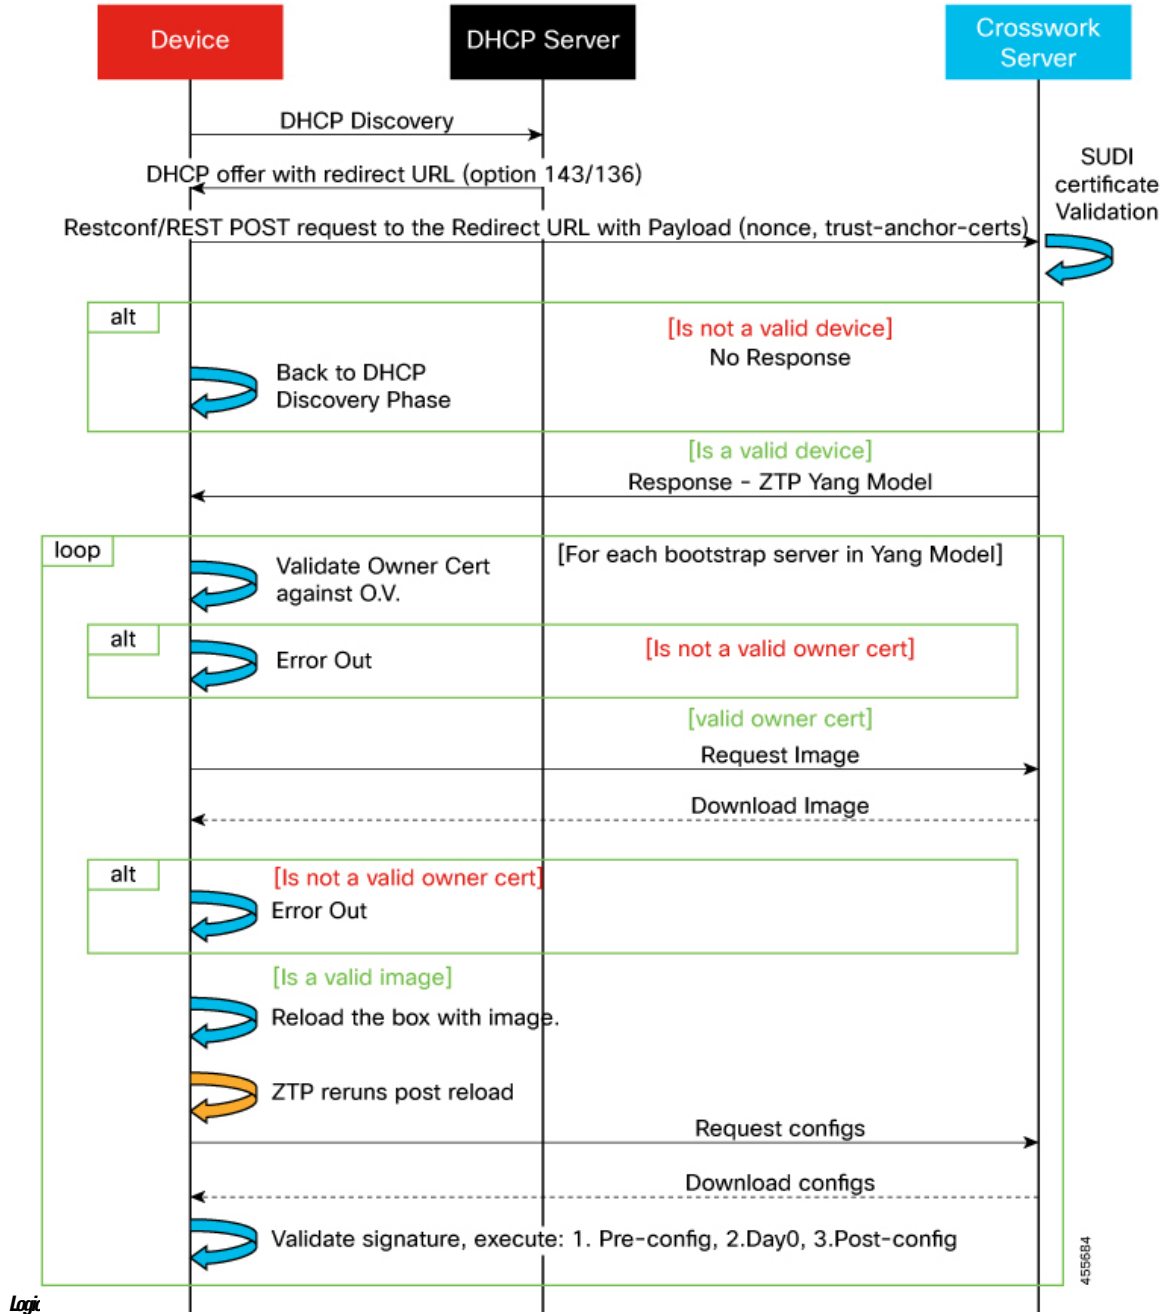 Device
DHCP Server
Crosswork
Server
DHCP Discovery
DHCP offer with redirect URL (option 143/136)
SUDI
certificate
Validation
Restconf/REST POST request to the Redirect URL with Payload (nonce, trust-anchor-certs)
alt
[Is not a valid device]
No Response
Back to DHCP
Discovery Phase
[Is a valid device]
Response - ZTP Yang Model
loop
[For each bootstrap server in Yang Model]
Validate Owner Cert
against O.V.
alt
[Is not a valid owner cert]
Error Out
[valid owner cert]
Request Image
Download Image
alt
[Is not a valid owner cert]
Error Out
[Is a valid image]
Reload the box with image.
ZTP reruns post reload
Request configs
Download configs
Validate signature, execute: 1. Pre-config, 2.Day0, 3.Post-config
455684
Logic